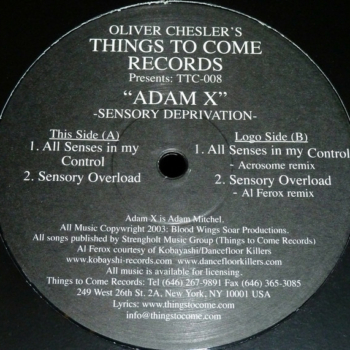 OLIVER CHESLER'S
THINGS TO COME
RECORDS
Presents: TTC-008
"ADAM X"
-SENSORY DEPRIVATION-
This Side (A)
1. All Senses in my
Control
2. Sensory Overload
Logo Side (B)
1. All Senses in my Control
- Acrosome remix
2. Sensory Overload
- Al Ferox remix
Adam X is Adam Mitchel.
All Music Copyright 2003: Blood Wings Soar Productions.
All songs published by Strengholt Music Group (Things to Come Records)
Al Ferox courtesy of Kobayashi/Dancefloor Killers
www.kobayashi-records.com www.dancefloorkillers.com
All music is available for licensing.
Things to Come Records: Tel (646) 267-9891 Fax (646) 365-3085
249 West 26th St. 2A, New York, NY 10001 USA
Lyrics: www.thingstocome.com
info@thingstocome.com